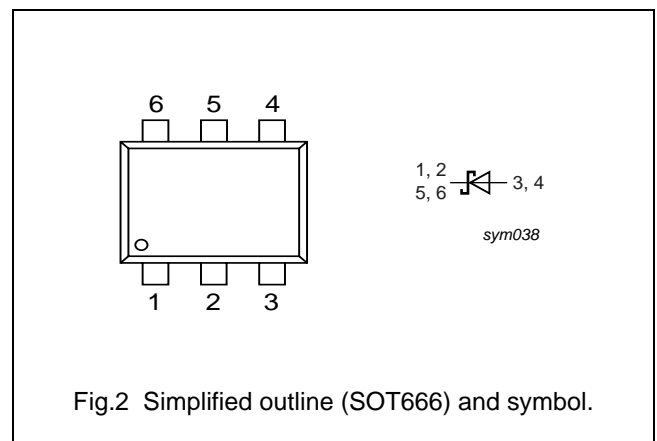 6 5 4
1, 2
5, 6
3, 4
sym038
1 2 3
Fig.2 Simplified outline (SOT666) and symbol.